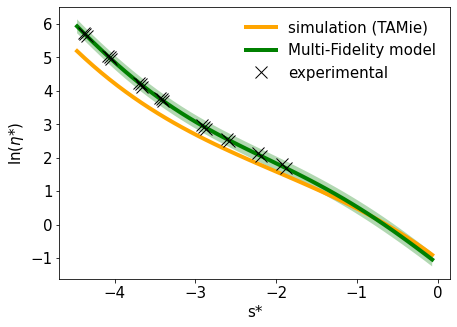 simulation (TAMie)
Multi-Fidelity model
experimental
ln(η*)
6
5
4
3
2
1
0
−1
−4 −3 −2 −1 0
s*